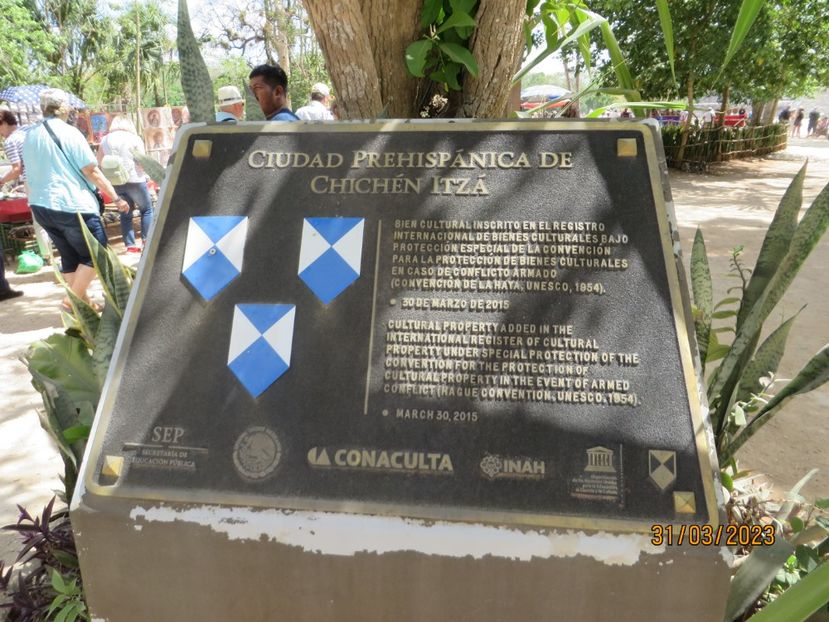 CIUDAD PREHISPÁNICA DE
CHICHÉN ITZÁ
BIEN CULTURAL INSCRITO EN EL REGISTRO
INTERNACIONAL DE BIENES CULTURALES BAJO
PROTECCIÓN ESPECIAL DE LA CONVENCIÓN
PARA LA PROTECCIÓN DE BIENES CULTURALES
EN CASO DE CONFLICTO ARMADO
(CONVENCIÓN DE LA HAYA, UNESCO, 1954).
• 30 DE MARZO DE 2015
CULTURAL PROPERTY ADDED IN THE
INTERNATIONAL REGISTER OF CULTURAL
PROPERTY UNDER SPECIAL PROTECTION OF THE
CONVENTION FOR THE PROTECTION OF
CULTURAL PROPERTY IN THE EVENT OF ARMED
CONFLICT (HAGUE CONVENTION, UNESCO, 1954).
• MARCH 30, 2015
SEP
SECRETARÍA DE
EDUCACIÓN PÚBLICA
CONACULTA
INAH
31/03/2023